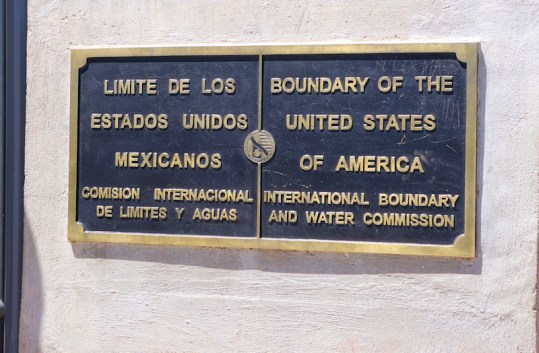 LIMITE DE LOS
ESTADOS UNIDOS
MEXICANOS
COMISION INTERNACIONAL
DE LIMITES Y AGUAS
BOUNDARY OF THE
UNITED STATES
OF AMERICA
INTERNATIONAL BOUNDARY
AND WATER COMMISSION